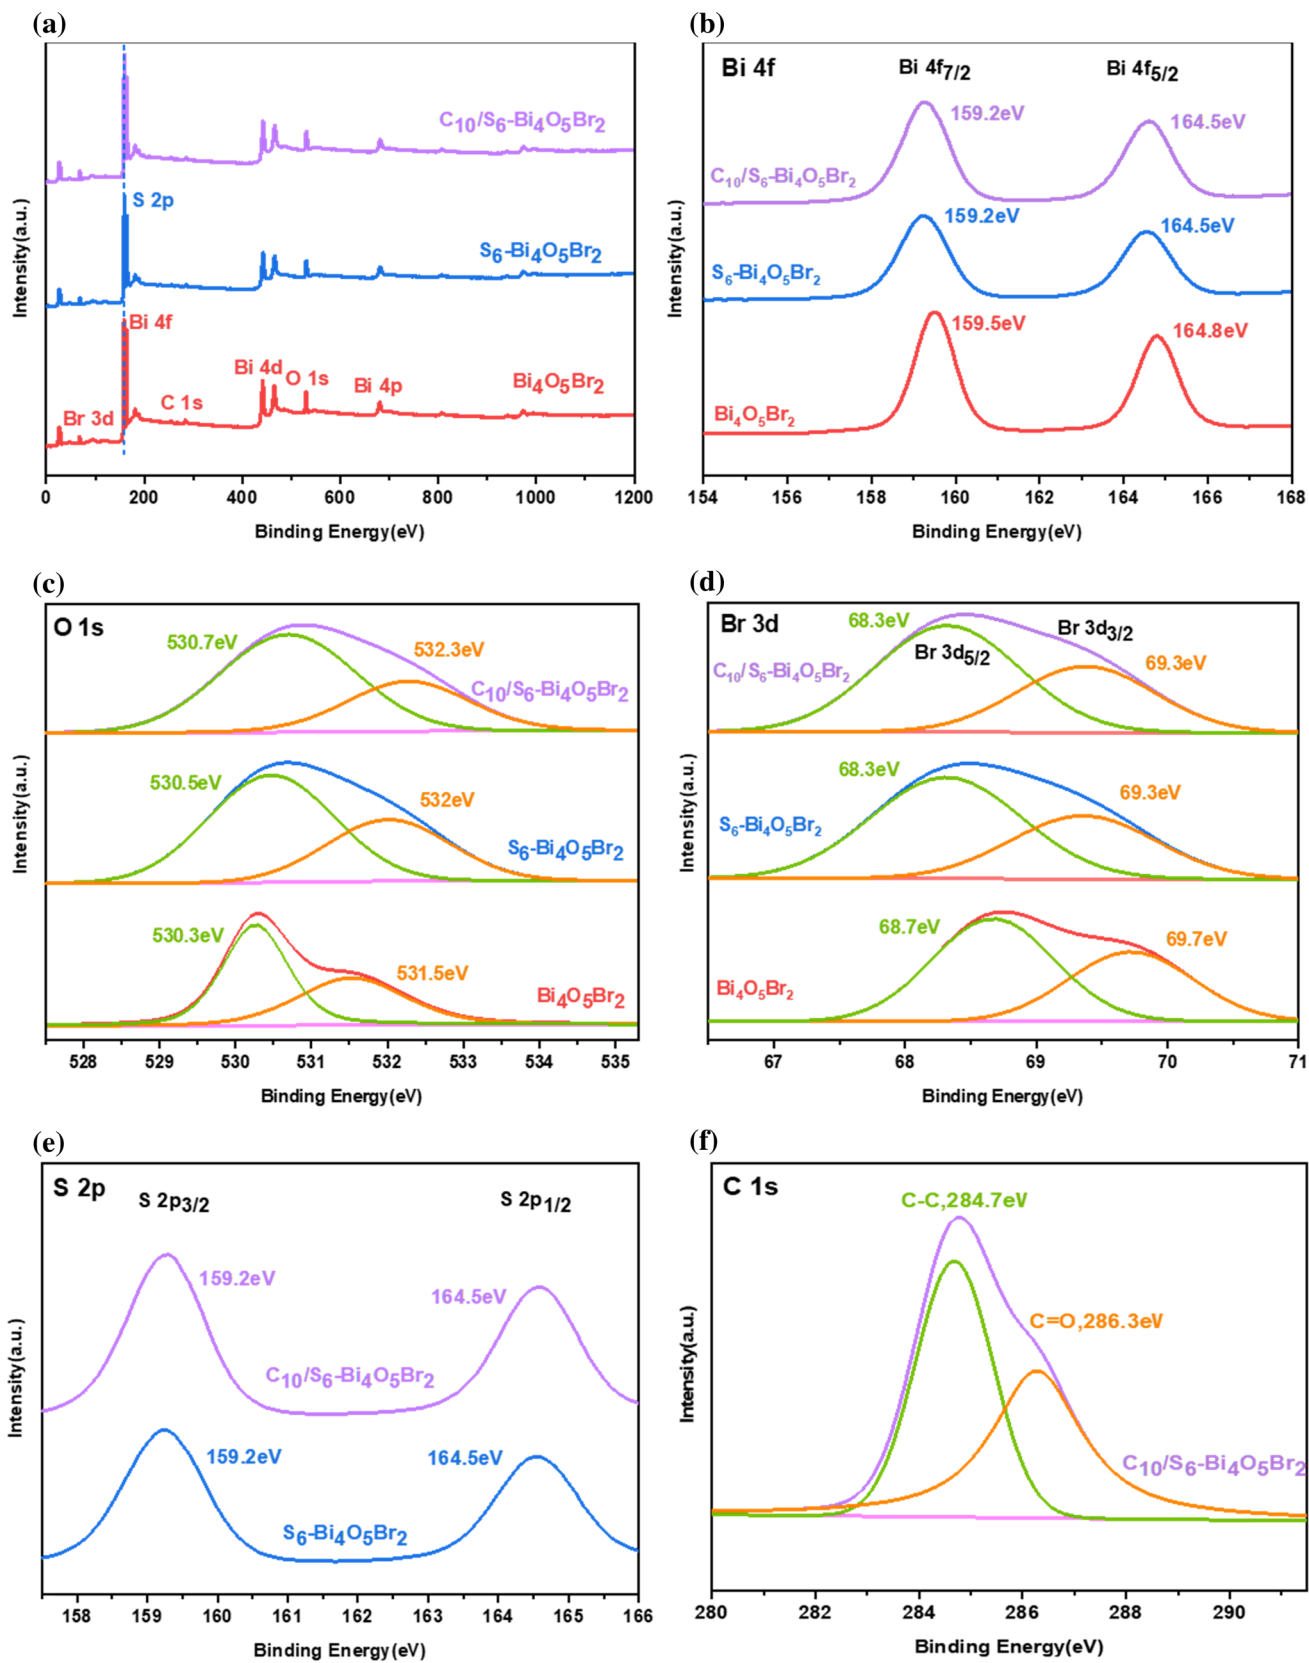 (a)
C10/S6-Bi4O5Br2
S 2p
S6-Bi4O5Br2
Bi 4f
Bi 4d
O 1s
Bi 4p
Bi4O5Br2
Br 3d
C 1s
Intensity(a.u.)
0 200 400 600 800 1000 1200
Binding Energy(eV)
(b)
Bi 4f
Bi 4f7/2
Bi 4f5/2
159.2eV
164.5eV
C10/S6-Bi4O5Br2
159.2eV
164.5eV
S6-Bi4O5Br2
159.5eV
164.8eV
Bi4O5Br2
Intensity(a.u.)
154 156 158 160 162 164 166 168
Binding Energy(eV)
(c)
O 1s
530.7eV
532.3eV
C10/S6-Bi4O5Br2
530.5eV
532eV
S6-Bi4O5Br2
530.3eV
531.5eV
Bi4O5Br2
Intensity(a.u.)
528 529 530 531 532 533 534 535
Binding Energy(eV)
(d)
Br 3d
68.3eV
Br 3d3/2
Br 3d5/2
69.3eV
C10/S6-Bi4O5Br2
68.3eV
69.3eV
S6-Bi4O5Br2
68.7eV
69.7eV
Bi4O5Br2
Intensity(a.u.)
67 68 69 70 71
Binding Energy(eV)
(e)
S 2p
S 2p3/2
S 2p1/2
159.2eV
164.5eV
C10/S6-Bi4O5Br2
159.2eV
164.5eV
S6-Bi4O5Br2
Intensity(a.u.)
158 159 160 161 162 163 164 165 166
Binding Energy(eV)
(f)
C 1s
C-C,284.7eV
C=O,286.3eV
C10/S6-Bi4O5Br2
Intensity(a.u.)
280 282 284 286 288 290
Binding Energy(eV)